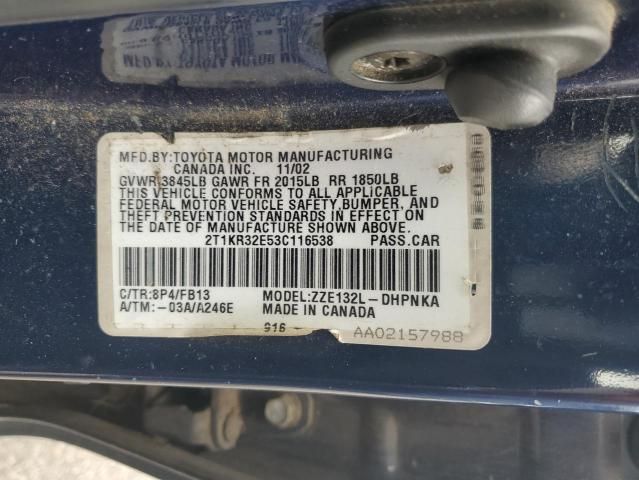 MFD.BY:TOYOTA MOTOR MANUFACTURING
CANADA INC. 11/02
GVWR 3845LB GAWR FR 2015LB RR 1850LB
THIS VEHICLE CONFORMS TO ALL APPLICABLE
FEDERAL MOTOR VEHICLE SAFETY,BUMPER, AND
THEFT PREVENTION STANDARDS IN EFFECT ON
THE DATE OF MANUFACTURE SHOWN ABOVE.
2T1KR32E53C116538 PASS.CAR
C/TR:8P4/FB13 MODEL:ZZE132L-DHPNKA
A/TM:-03A/A246E MADE IN CANADA
916
AA02157988